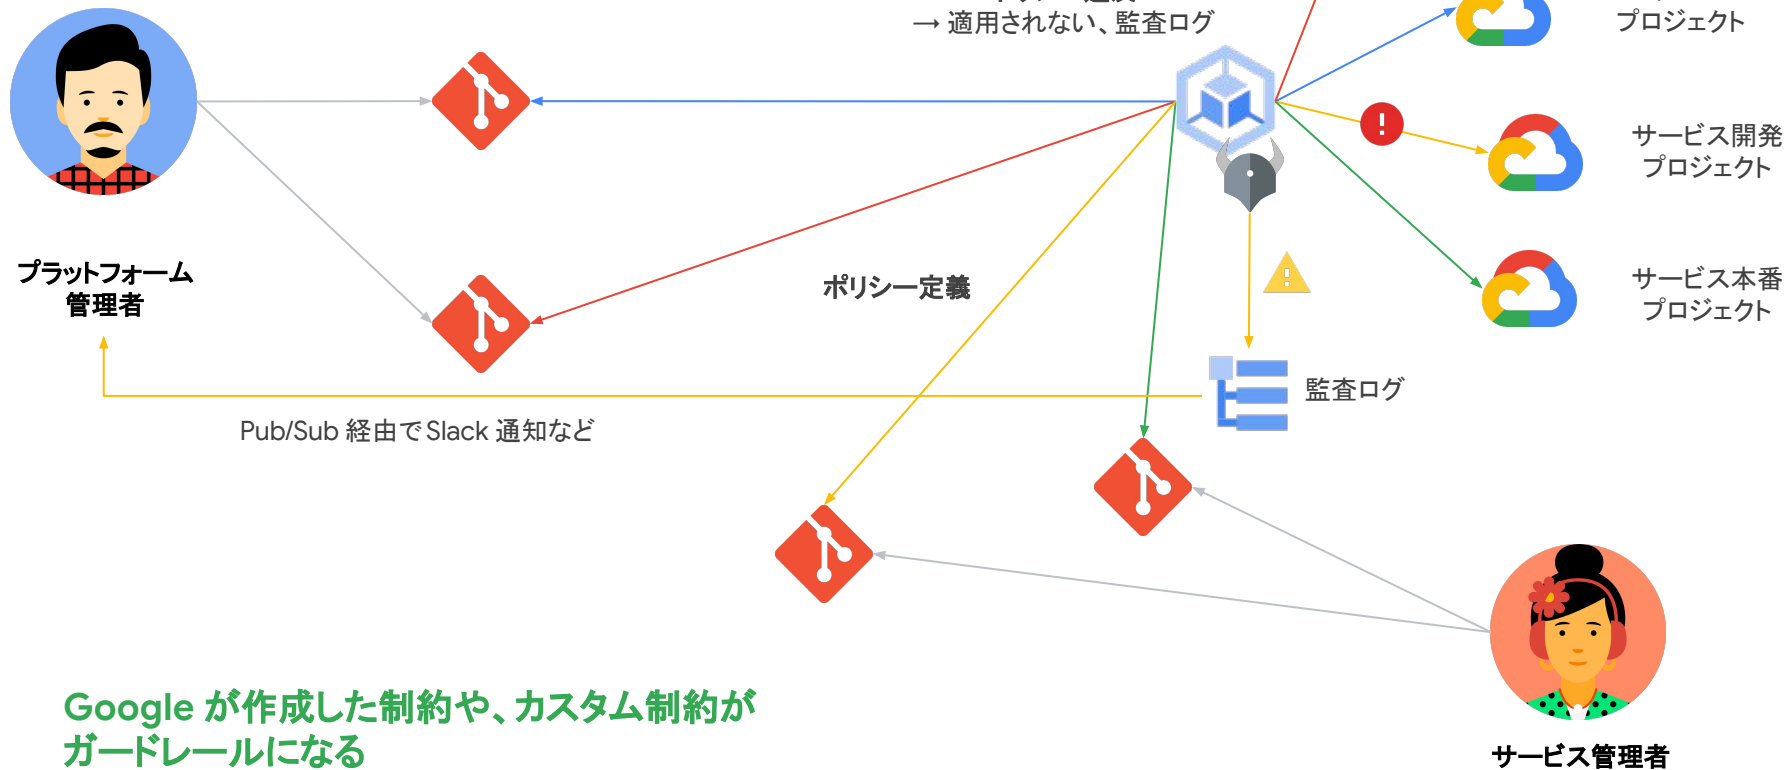 → 適用されない、監査ログ
プロジェクト
サービス開発
プロジェクト
プラットフォーム
管理者
ポリシー定義
サービス本番
プロジェクト
監査ログ
Pub/Sub 経由で Slack 通知など
Google が作成した制約や、カスタム制約が
ガードレールになる
サービス管理者